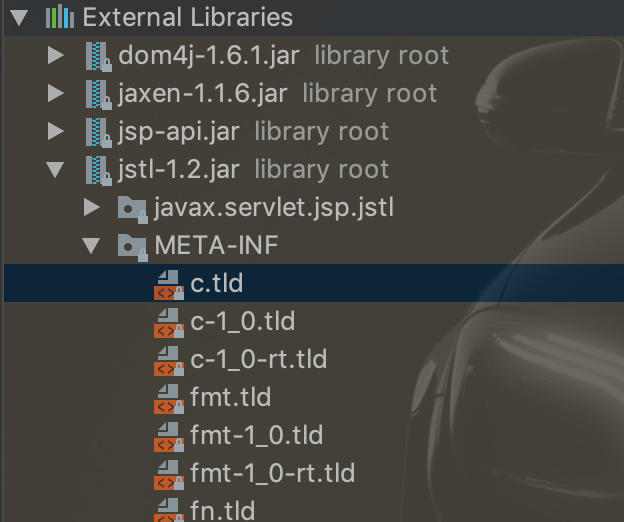 External Libraries
dom4j-1.6.1.jar library root
jaxen-1.1.6.jar library root
jsp-api.jar library root
jstl-1.2.jar library root
javax.servlet.jsp.jstl
META-INF
c.tld
c-1_0.tld
c-1_0-rt.tld
fmt.tld
fmt-1_0.tld
fmt-1_0-rt.tld
fn.tld